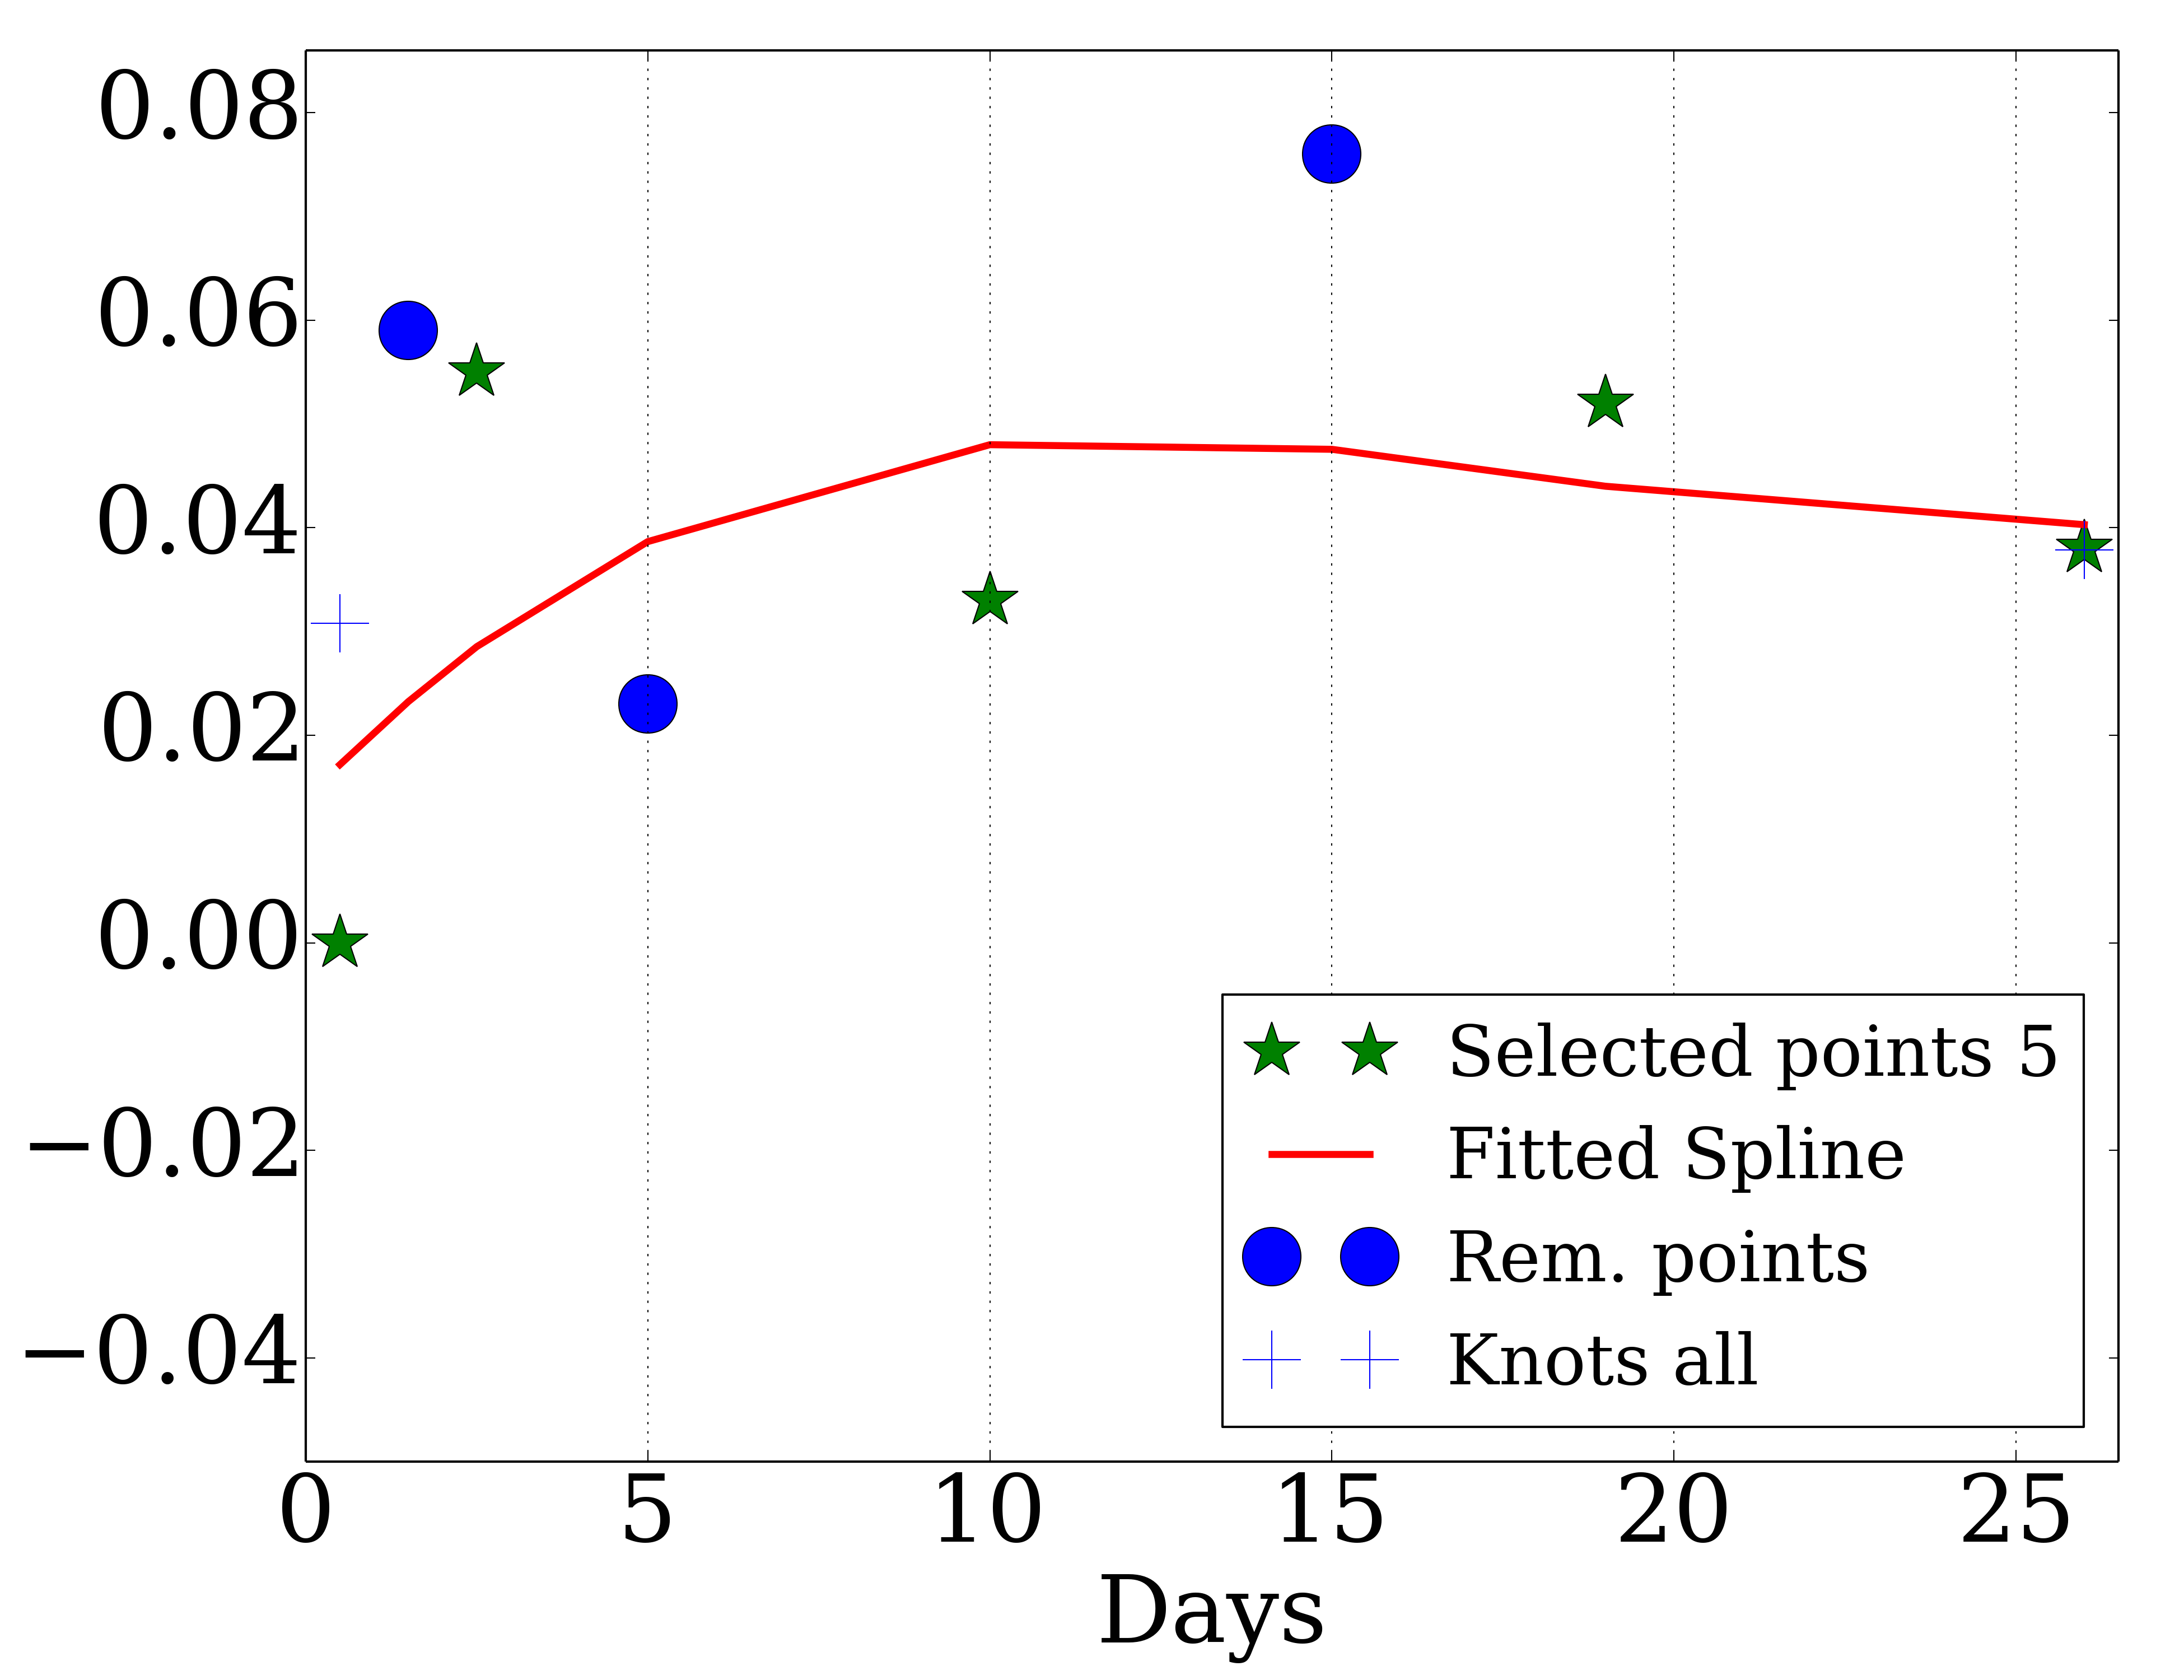 0.08
0.06
0.04
0.02
0.00
−0.02
−0.04
Selected points 5
Fitted Spline
Rem. points
Knots all
0 5 10 15 20 25
Days